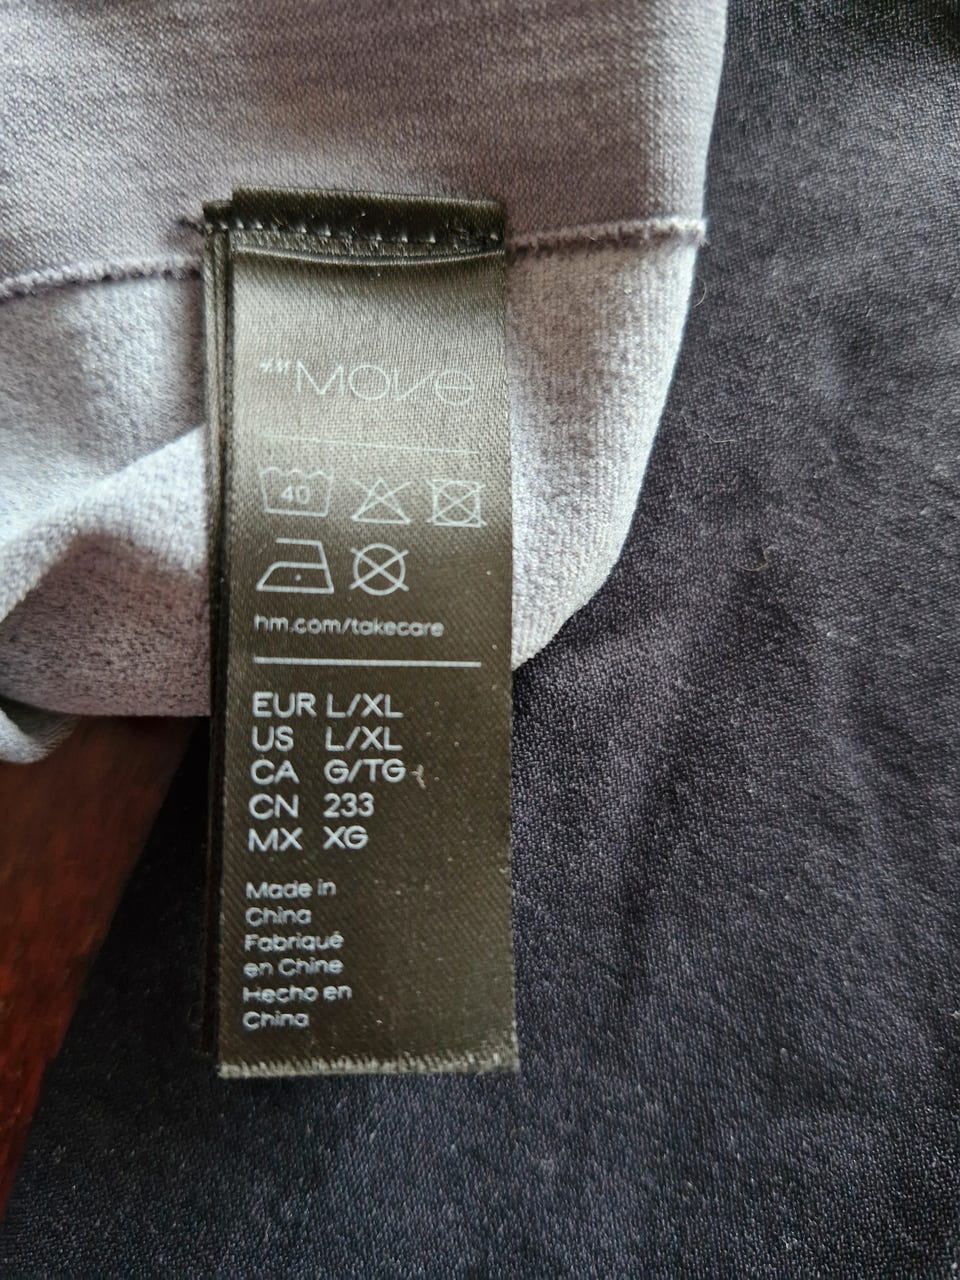 Move
40
hm.com/takecare
EUR L/XL
US L/XL
CA G/TG
CN 233
MX XG
Made in
China
Fabriqué
en Chine
Hecho en
China